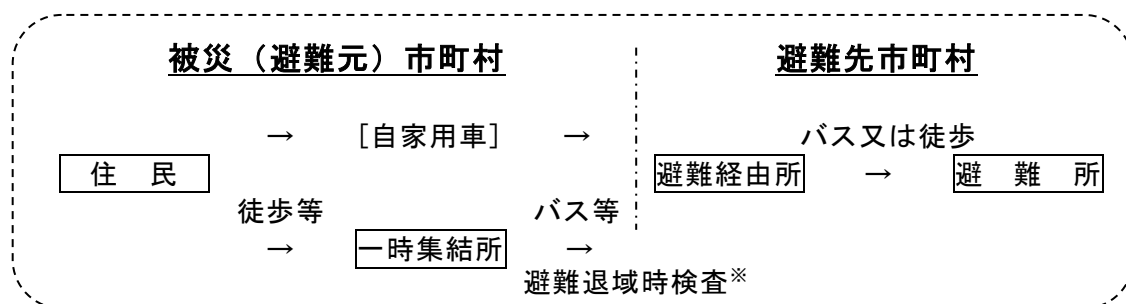 被災（避難元）市町村 避難先市町村
→ ［自家用車］ → バス又は徒歩
住　民 避難経由所 → 避　難　所
徒歩等 バス等
→ 一時集結所 →
避難退域時検査※